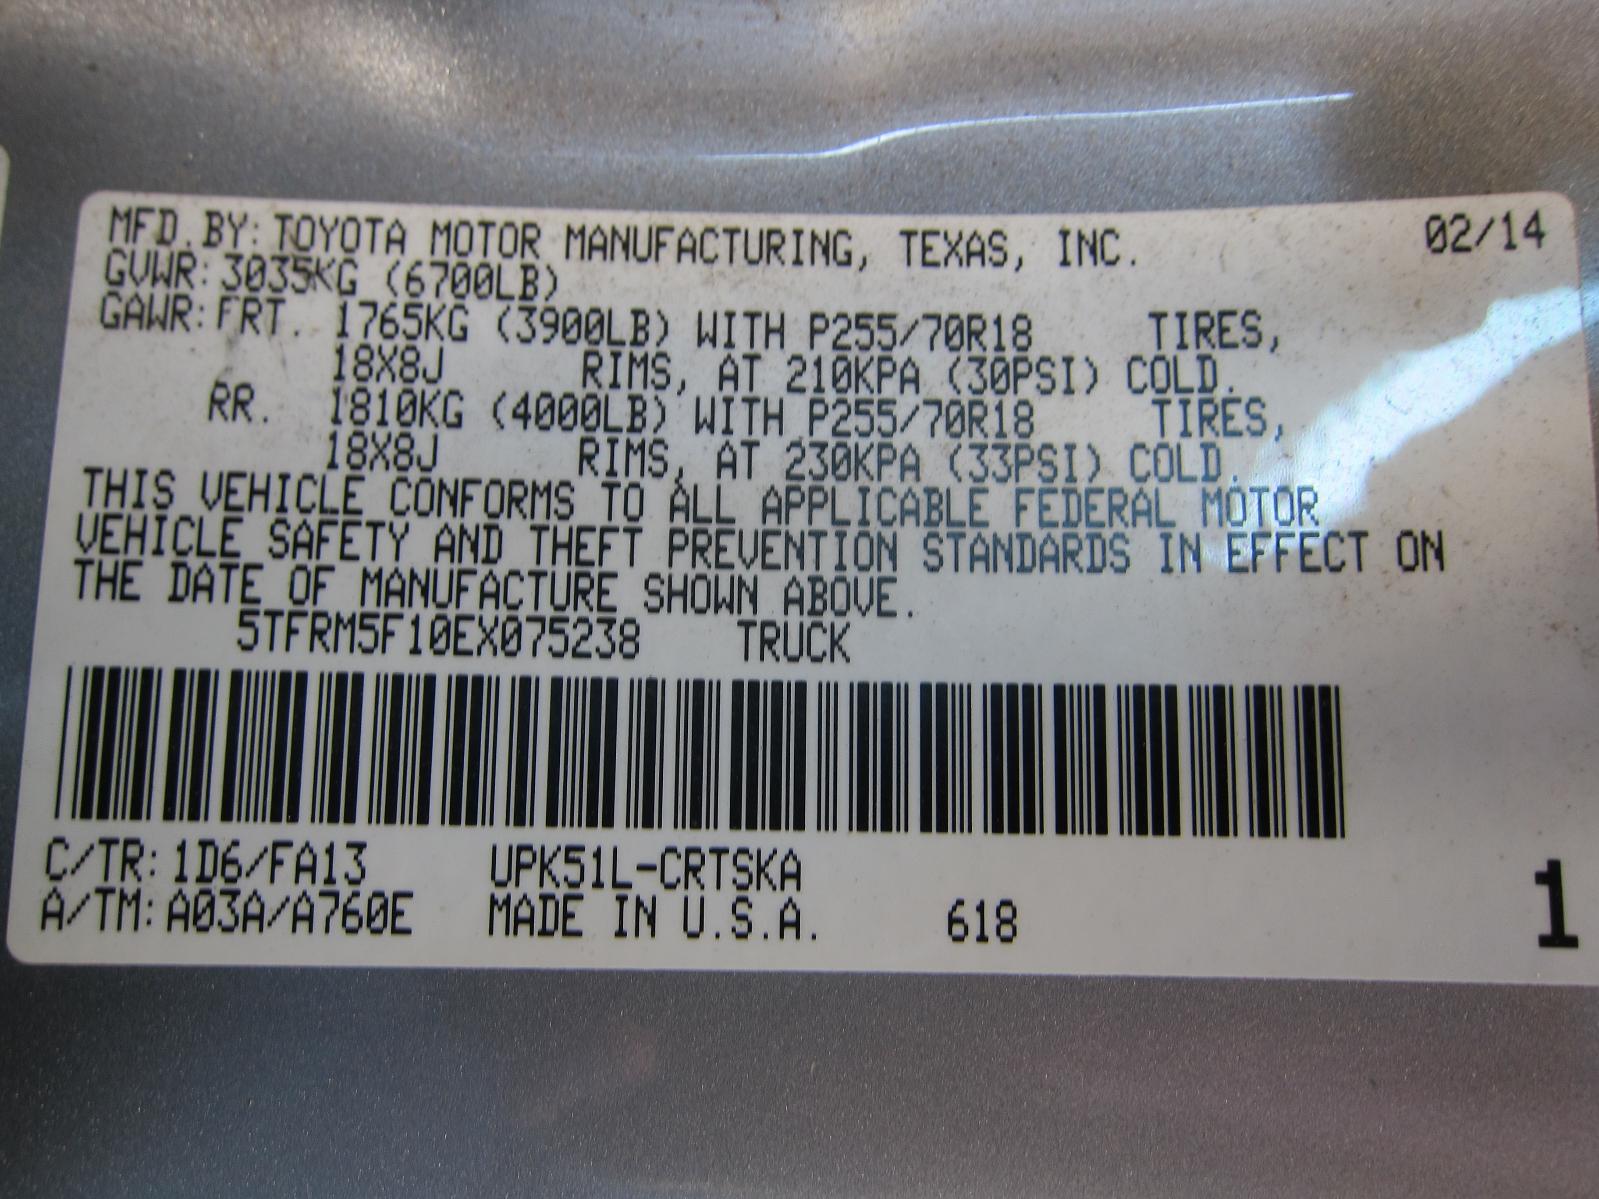 MFD. BY: TOYOTA MOTOR MANUFACTURING, TEXAS, INC. 02/14
GVWR: 3035KG (6700LB)
GAWR: FRT. 1765KG (3900LB) WITH P255/70R18 TIRES,
18X8J RIMS, AT 210KPA (30PSI) COLD.
RR. 1810KG (4000LB) WITH P255/70R18 TIRES,
18X8J RIMS, AT 230KPA (33PSI) COLD.
THIS VEHICLE CONFORMS TO ALL APPLICABLE FEDERAL MOTOR
VEHICLE SAFETY AND THEFT PREVENTION STANDARDS IN EFFECT ON
THE DATE OF MANUFACTURE SHOWN ABOVE.
5TFRM5F10EX075238 TRUCK
C/TR: 1D6/FA13 UPK51L-CRTSKA
A/TM: A03A/A760E MADE IN U.S.A. 618 1